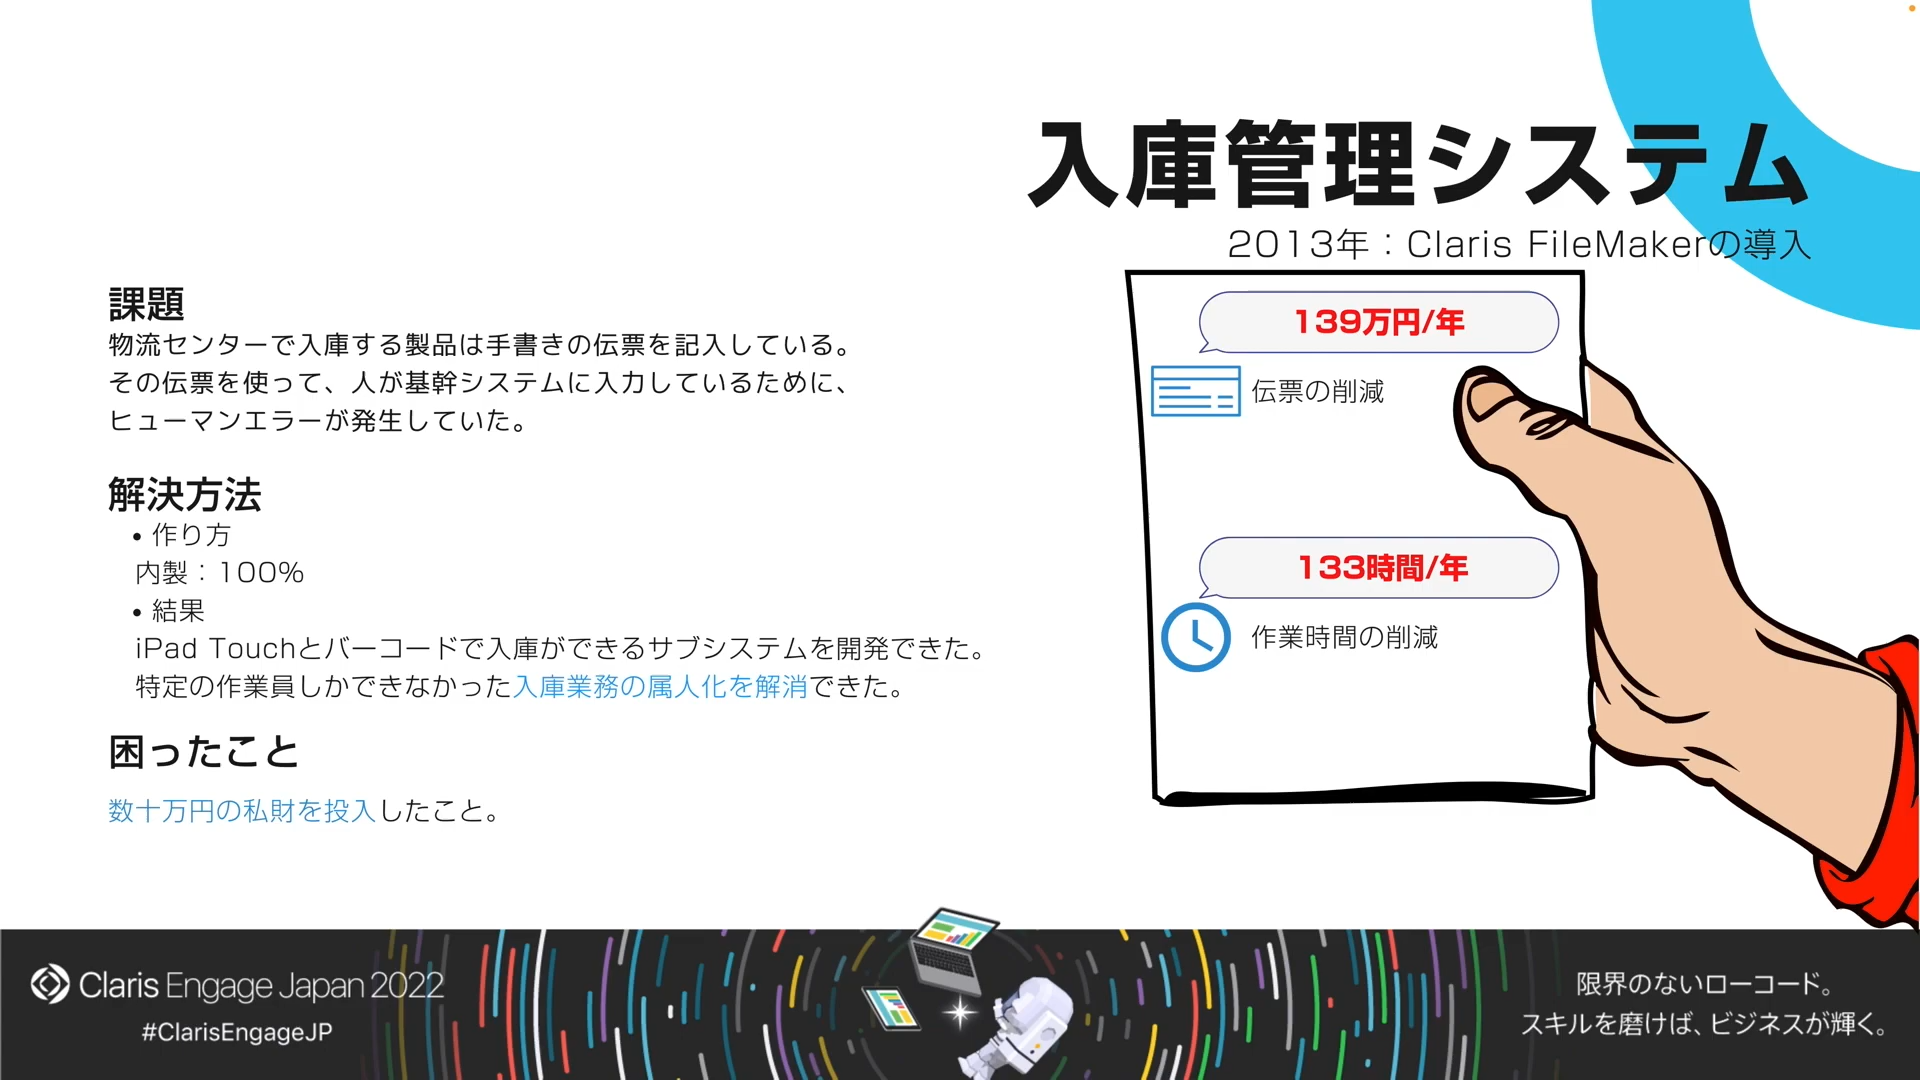 入庫管理システム
2013年：Claris FileMakerの導入
課題
物流センターで入庫する製品は手書きの伝票を記入している。
その伝票を使って、人が基幹システムに入力しているために、
ヒューマンエラーが発生していた。
解決方法
• 作り方
内製：100%
• 結果
iPad Touchとバーコードで入庫ができるサブシステムを開発できた。
特定の作業員しかできなかった入庫業務の属人化を解消できた。
困ったこと
数十万円の私財を投入したこと。
139万円/年
伝票の削減
133時間/年
作業時間の削減
Claris Engage Japan 2022
#ClarisEngageJP
限界のないローコード。
スキルを磨けば、ビジネスが輝く。